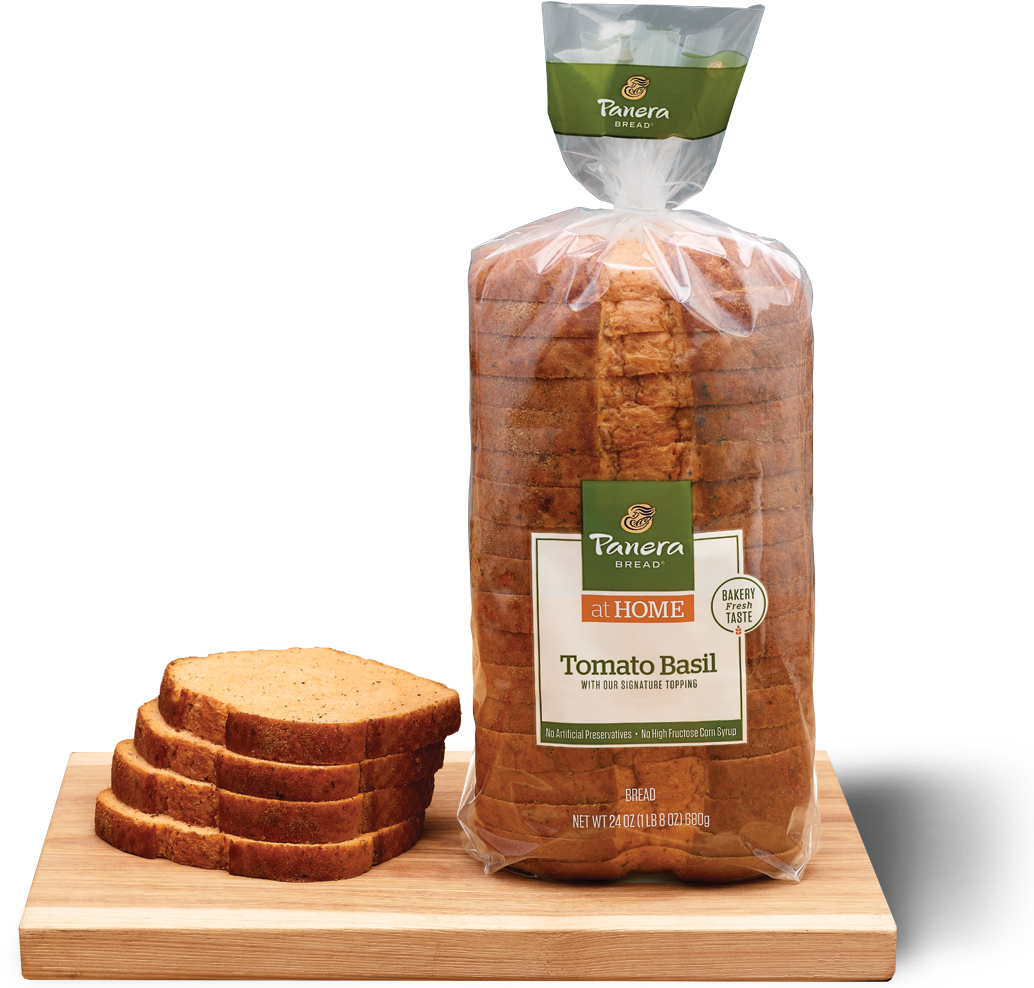 Panera
BREAD®
Panera
BREAD®
at HOME
BAKERY
Fresh
TASTE
Tomato Basil
WITH OUR SIGNATURE TOPPING
No Artificial Preservatives • No High Fructose Corn Syrup
BREAD
NET WT 24 OZ (1 LB 8 OZ) 680g